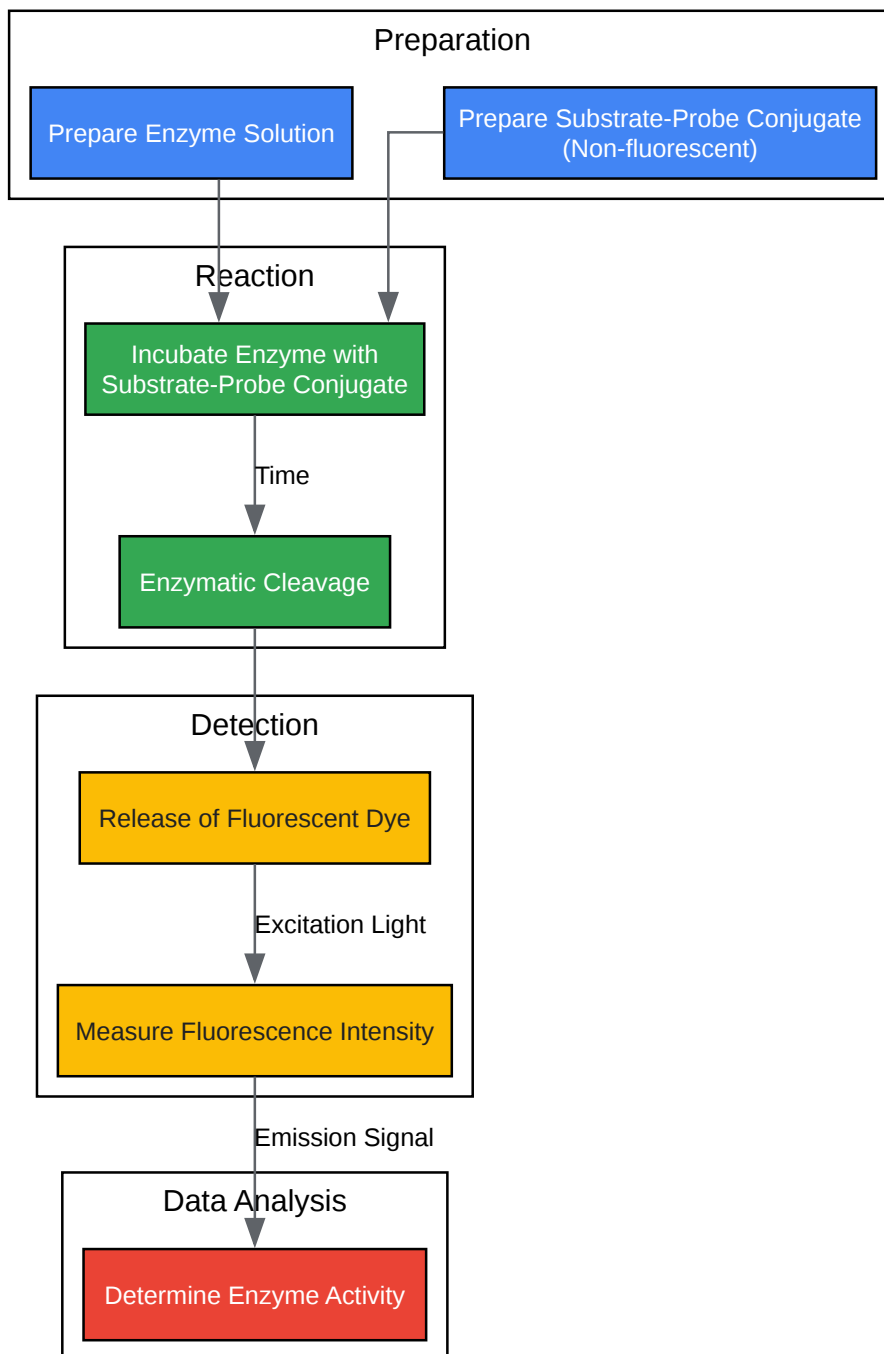 Preparation
Prepare Enzyme Solution
Prepare Substrate-Probe Conjugate
(Non-fluorescent)
Reaction
Incubate Enzyme with
Substrate-Probe Conjugate
Time
Enzymatic Cleavage
Detection
Release of Fluorescent Dye
Excitation Light
Measure Fluorescence Intensity
Emission Signal
Data Analysis
Determine Enzyme Activity